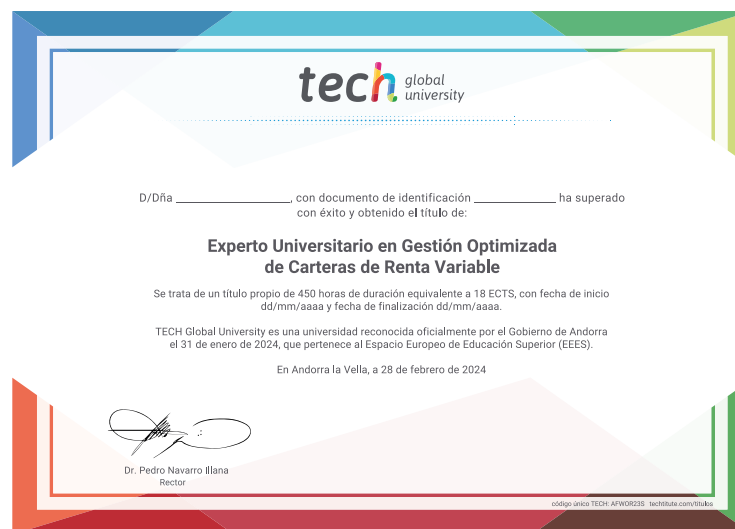 tech global
university
D/Dña ____________________, con documento de identificación ______________ ha superado
con éxito y obtenido el título de:
Experto Universitario en Gestión Optimizada
de Carteras de Renta Variable
Se trata de un título propio de 450 horas de duración equivalente a 18 ECTS, con fecha de inicio
dd/mm/aaaa y fecha de finalización dd/mm/aaaa.
TECH Global University es una universidad reconocida oficialmente por el Gobierno de Andorra
el 31 de enero de 2024, que pertenece al Espacio Europeo de Educación Superior (EEES).
En Andorra la Vella, a 28 de febrero de 2024
Dr. Pedro Navarro Illana
Rector
código único TECH: AFWOR235 techtitute.com/titulos